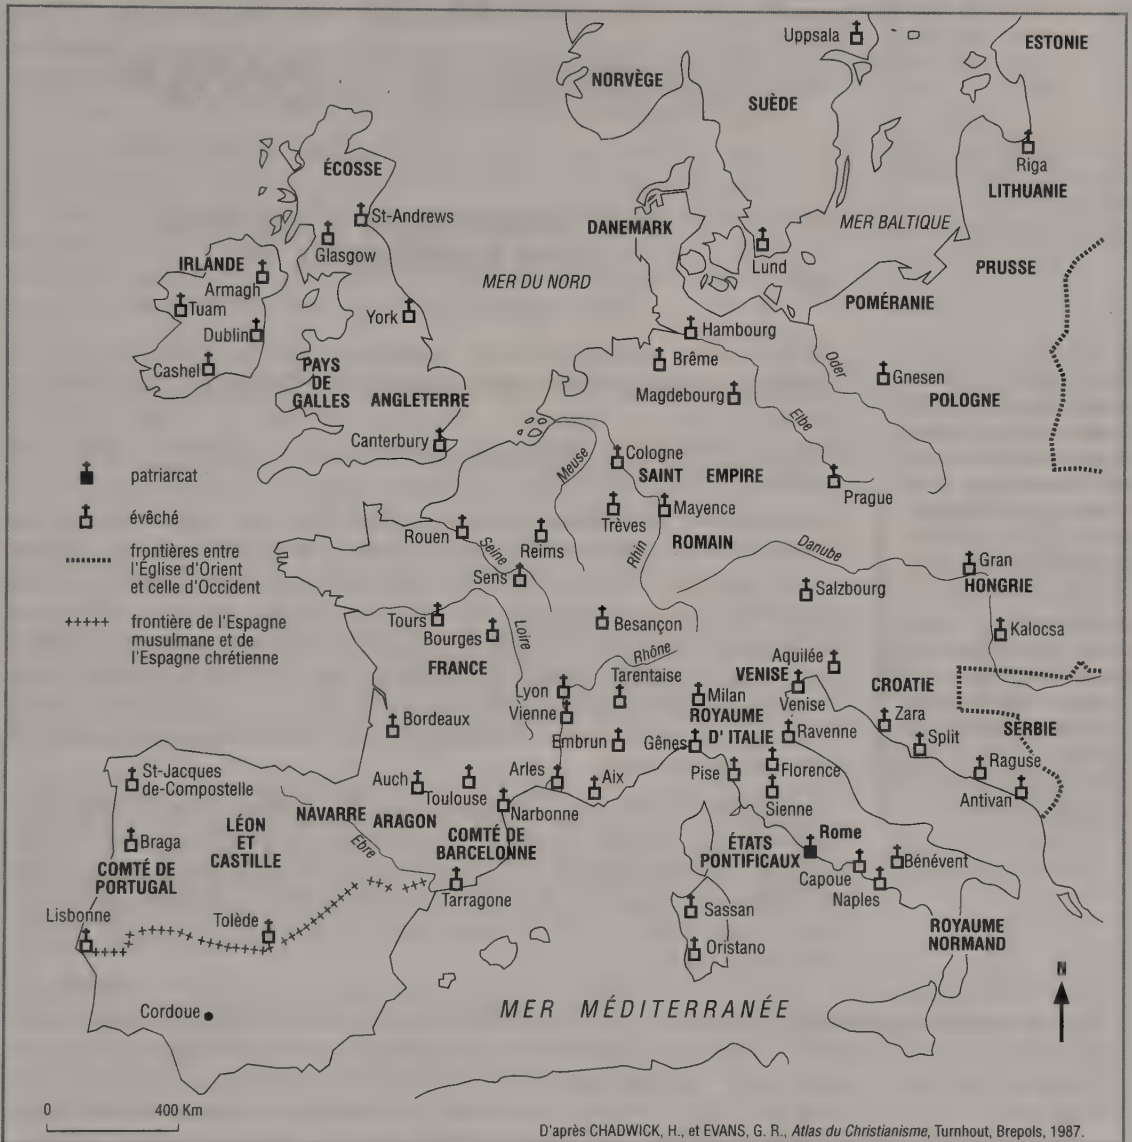 Uppsala
ESTONIE
NORVÈGE
SUÈDE
Riga
LITHUANIE
ÉCOSSE
St-Andrews
Glasgow
DANEMARK
MER BALTIQUE
Lund
PRUSSE
IRLANDE
Armagh
Tuam
Dublin
Cashel
MER DU NORD
York
POMÉRANIE
Hambourg
Brême
Oder
Gnesen
POLOGNE
Magdebourg
Elbe
PAYS
DE
GALLES
ANGLETERRE
Canterbury
Meuse
Cologne
SAINT EMPIRE
Prague
Trèves
Mayence
ROMAIN
Rhin
Danube
Rouen
Seine
Reims
Sens
Gran
HONGRIE
Salzbourg
Kalocsa
Tours
Bourges
Loire
Besançon
FRANCE
Rhône
Tarentaise
Aquilée
VENISE
Venise
CROATIE
Lyon
Vienne
Milan
ROYAUME
D' ITALIE
Zara
SERBIE
Bordeaux
Embrun
Gênes
Ravenne
Split
Raguse
Antivan
Auch
Toulouse
Arles
Aix
Pise
Florence
Sienne
Narbonne
St-Jacques
de-Compostelle
NAVARRE
ARAGON
COMTÉ DE
BARCELONNE
Braga
LÉON
ET
CASTILLE
Ebre
COMTÉ DE
PORTUGAL
Tarragone
ÉTATS
PONTIFICAUX
Rome
Capoue
Bénévent
Naples
Lisbonne
Tolède
Sassan
Oristano
ROYAUME
NORMAND
Cordoue
MER MÉDITERRANÉE
N
patriarcat
évêché
frontières entre
l'Église d'Orient
et celle d'Occident
frontière de l'Espagne
musulmane et de
l'Espagne chrétienne
0 400 Km
D'après CHADWICK, H., et EVANS, G. R., Atlas du Christianisme, Turnhout, Brepols, 1987.